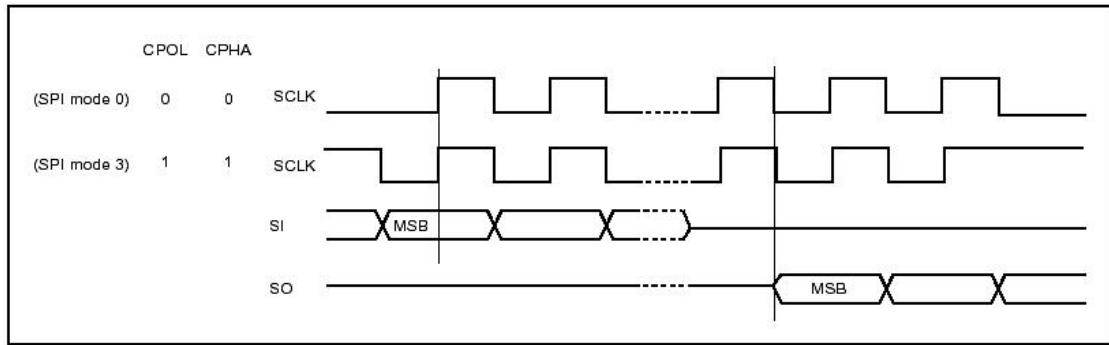 CPOL CPHA
(SPI mode 0) 0 0 SCLK
(SPI mode 3) 1 1 SCLK
SI MSB
SO MSB